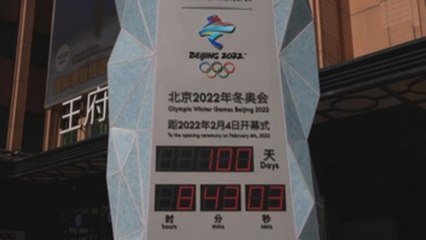 BEIJING 2022
北京2022年冬奥会
Olympic Winter Games Beijing 2022
距2022年2月4日开幕式
To the opening ceremony on February 4th, 2022
100 天
Days
8 43 03
时 分 秒
hours mins secs
王府